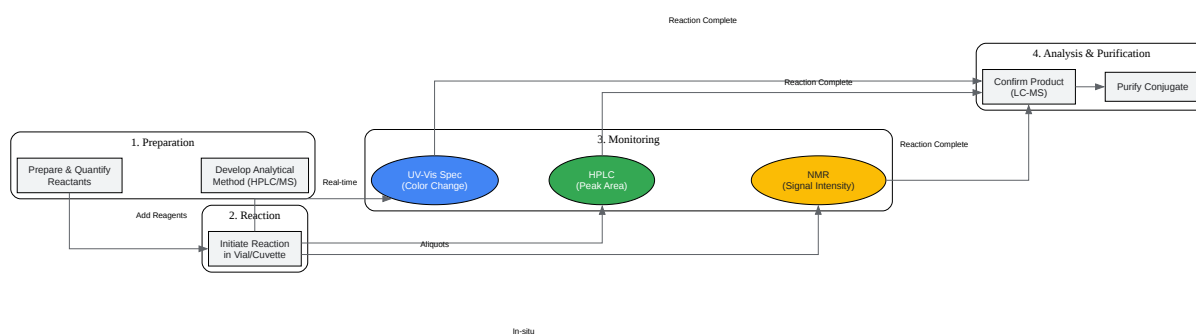 Reaction Complete
4. Analysis & Purification
Confirm Product
(LC-MS)
Purify Conjugate
Reaction Complete
1. Preparation
Prepare & Quantify
Reactants
Develop Analytical
Method (HPLC/MS)
3. Monitoring
UV-Vis Spec
(Color Change)
HPLC
(Peak Area)
NMR
(Signal Intensity)
Reaction Complete
Real-time
Add Reagents
2. Reaction
Initiate Reaction
in Vial/Cuvette
Aliquots
In-situ